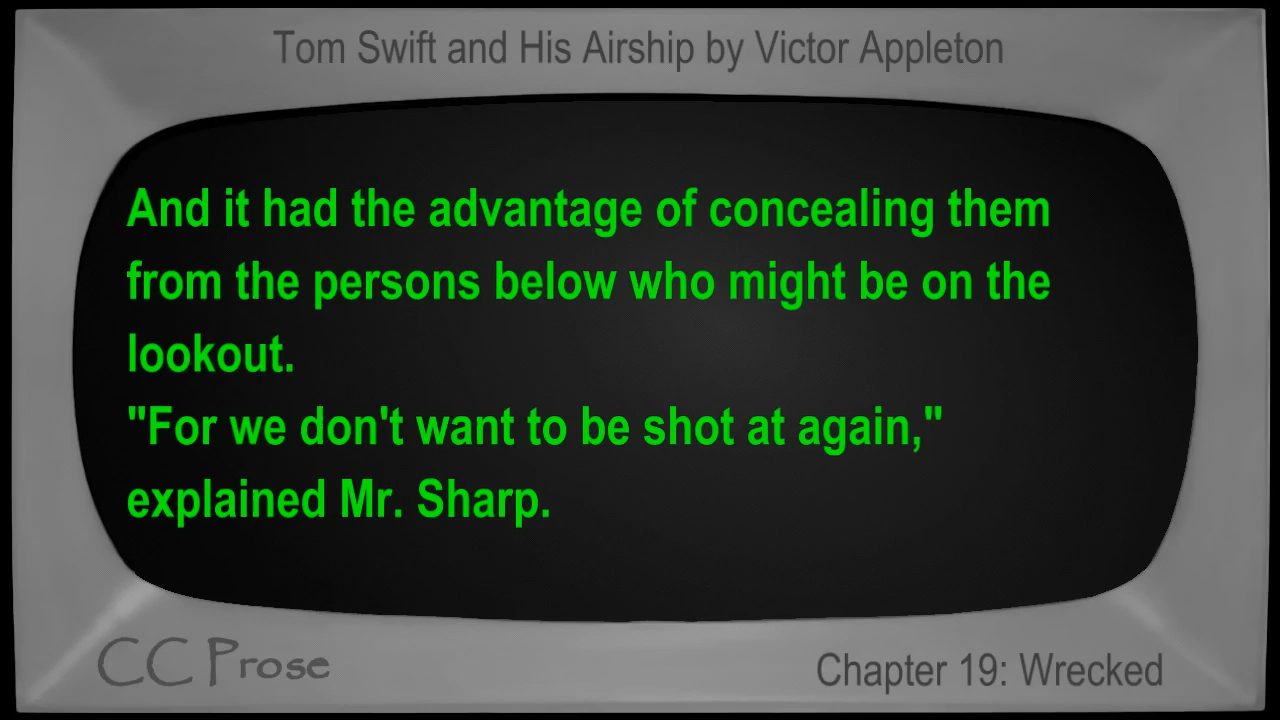 Tom Swift and His Airship by Victor Appleton
And it had the advantage of concealing them
from the persons below who might be on the
lookout.
"For we don't want to be shot at again,"
explained Mr. Sharp.
CC Prose
Chapter 19: Wrecked